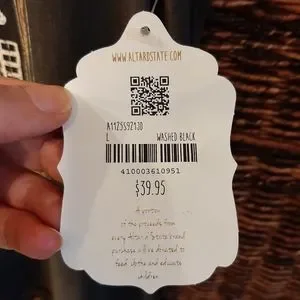 WWW.ALTARDSTATE.COM
L
WASHED BLACK
410003610951
$39.95
A portion
of the proceeds from
every Altar'd State brand
purchase will be donated to
feed, clothe and educate
children.